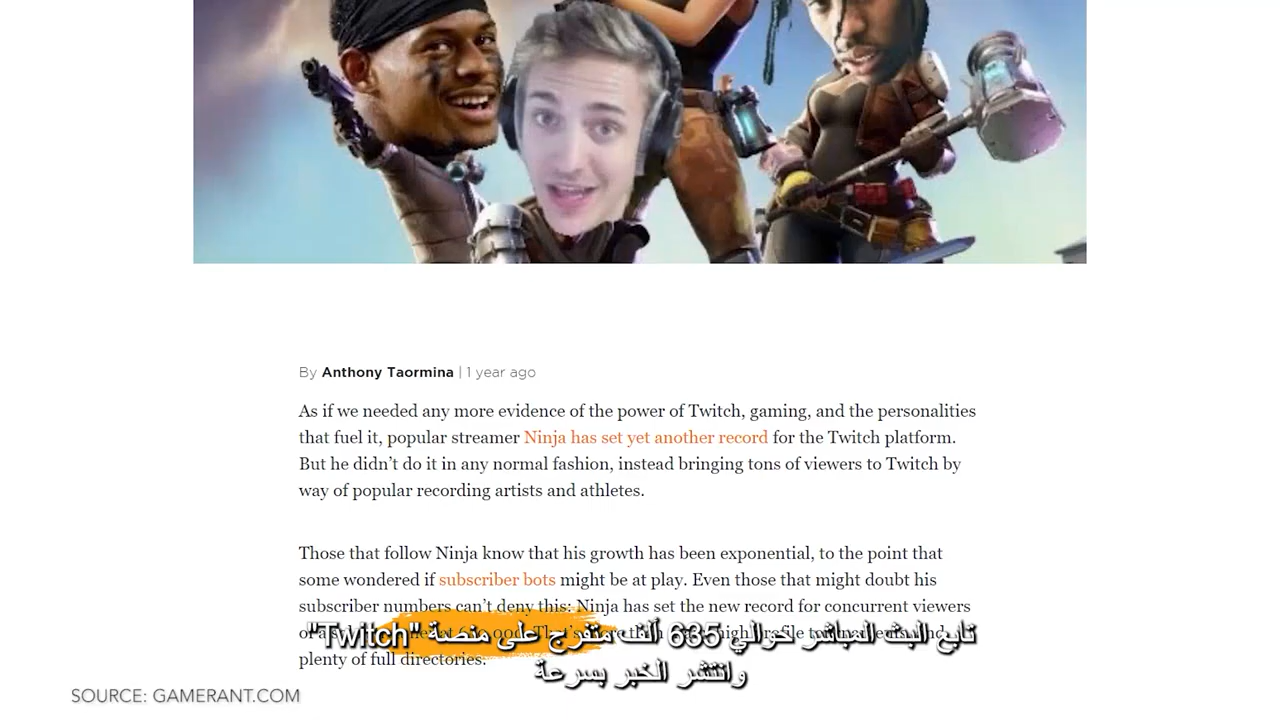 By Anthony Taormina | 1 year ago
As if we needed any more evidence of the power of Twitch, gaming, and the personalities
that fuel it, popular streamer Ninja has set yet another record for the Twitch platform.
But he didn’t do it in any normal fashion, instead bringing tons of viewers to Twitch by
way of popular recording artists and athletes.
Those that follow Ninja know that his growth has been exponential, to the point that
some wondered if subscriber bots might be at play. Even those that might doubt his
subscriber numbers can’t deny this: Ninja has set the new record for concurrent viewers
plenty of full directories.
تابع البث المباشر حوالي 635 ألف متفرج على منصة "Twitch"
وانتشر الخبر بسرعة
SOURCE: GAMERANT.COM